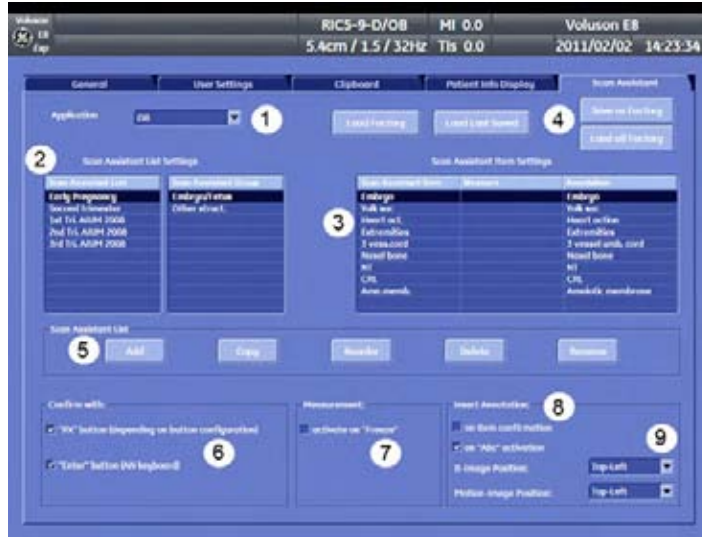 Voluson
E8
Exp
RIC5-9-D/OB MI 0.0 Voluson E8
5.4cm / 1.5 / 32Hz TIs 0.0 2011/02/02 14:23:34
General User Settings Clipboard Patient Info Display Scan Assistant
Application OB 1
Load Factory Load Last Saved 4 Save as Factory
Load all Factory
2 Scan Assistant List Settings Scan Assistant Item Settings
Scan Assistant List Scan Assistant Group Scan Assistant Item Measure Annotation
Early Pregnancy Embryo/Fetus Embryo Embryo
Second Trimester Other struct. Yolk sac Yolk sac
1st Tri. AIUM 2008 3 Heart act. Heart action
2nd Tri. AIUM 2008 Extremities Extremities
3rd Tri. AIUM 2008 3 vess.cord 3 vessel umb. cord
Nasal bone Nasal bone
NT NT
CRL CRL
Amn.memb. Amniotic membrane
Scan Assistant List
5 Add Copy Reorder Delete Rename
Confirm with: Measurement: Insert Annotation: 8
"PX" button (depending on button configuration) activate on "Freeze" on item confirmation
6 7 on "Abc" activation 9
"Enter" button (AN keyboard) B-Image Position: Top-Left
Motion-Image Position: Top-Left